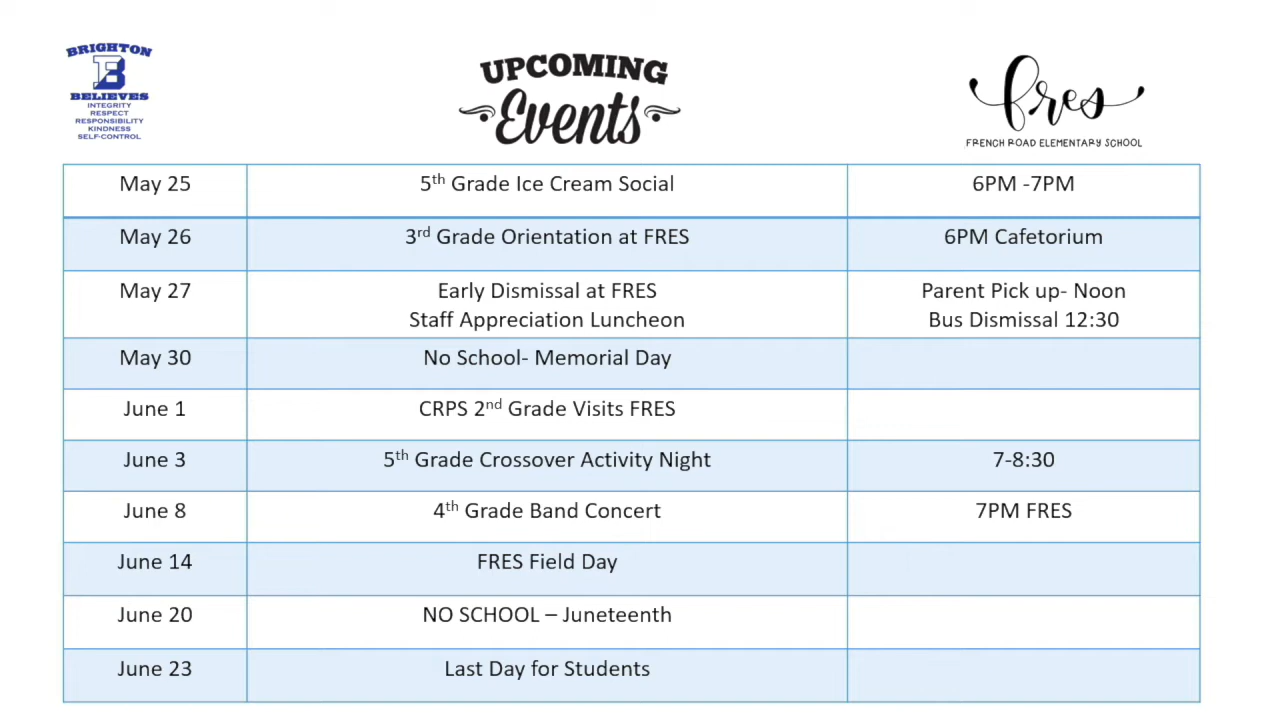 BRIGHTON
B
BELIEVES
INTEGRITY
RESPECT
RESPONSIBILITY
KINDNESS
SELF-CONTROL
UPCOMING
Events
fres
FRENCH ROAD ELEMENTARY SCHOOL
May 25 5th Grade Ice Cream Social 6PM -7PM
May 26 3rd Grade Orientation at FRES 6PM Cafetorium
May 27 Early Dismissal at FRES Parent Pick up- Noon
Staff Appreciation Luncheon Bus Dismissal 12:30
May 30 No School- Memorial Day
June 1 CRPS 2nd Grade Visits FRES
June 3 5th Grade Crossover Activity Night 7-8:30
June 8 4th Grade Band Concert 7PM FRES
June 14 FRES Field Day
June 20 NO SCHOOL – Juneteenth
June 23 Last Day for Students